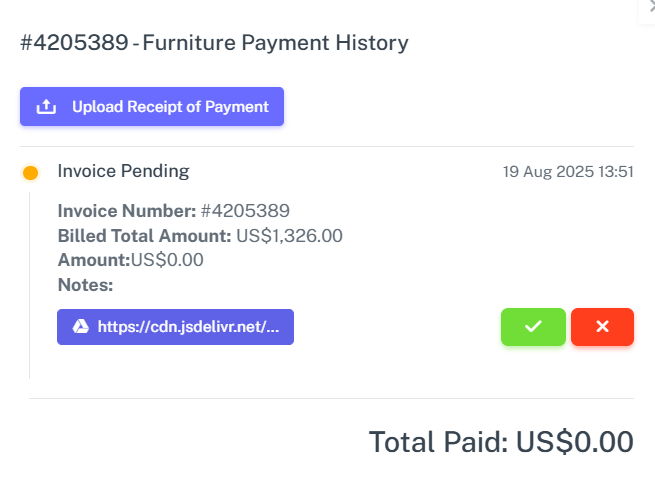 #4205389 - Furniture Payment History
Upload Receipt of Payment
Invoice Pending
19 Aug 2025 13:51
Invoice Number: #4205389
Billed Total Amount: US$1,326.00
Amount:US$0.00
Notes:
https://cdn.jsdelivr.net/...
Total Paid: US$0.00